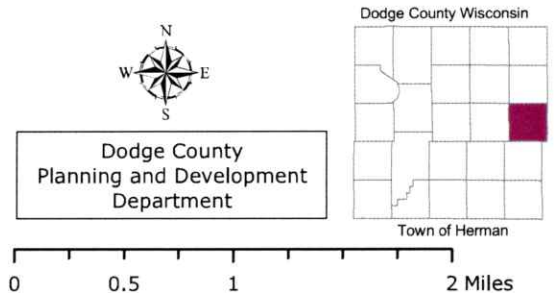 Dodge County Wisconsin
N
W E
S
Dodge County
Planning and Development
Department
Town of Herman
0 0.5 1 2 Miles